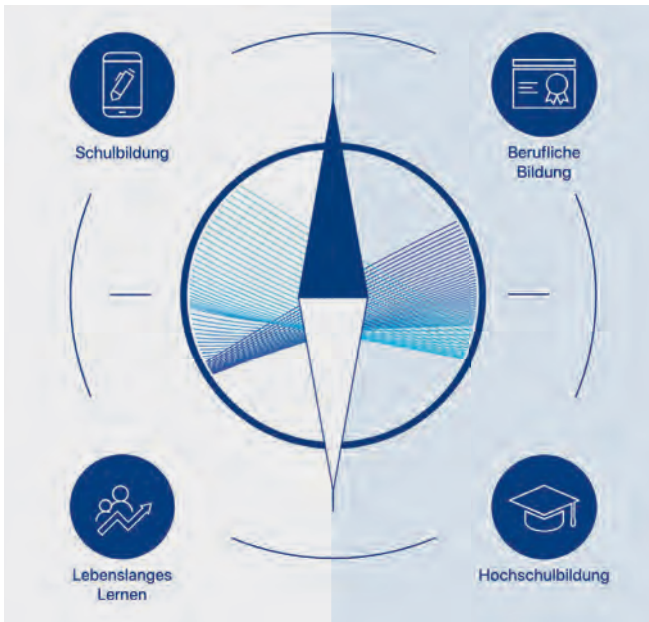 Schulbildung
Berufliche
Bildung
Lebenslanges
Lernen
Hochschulbildung